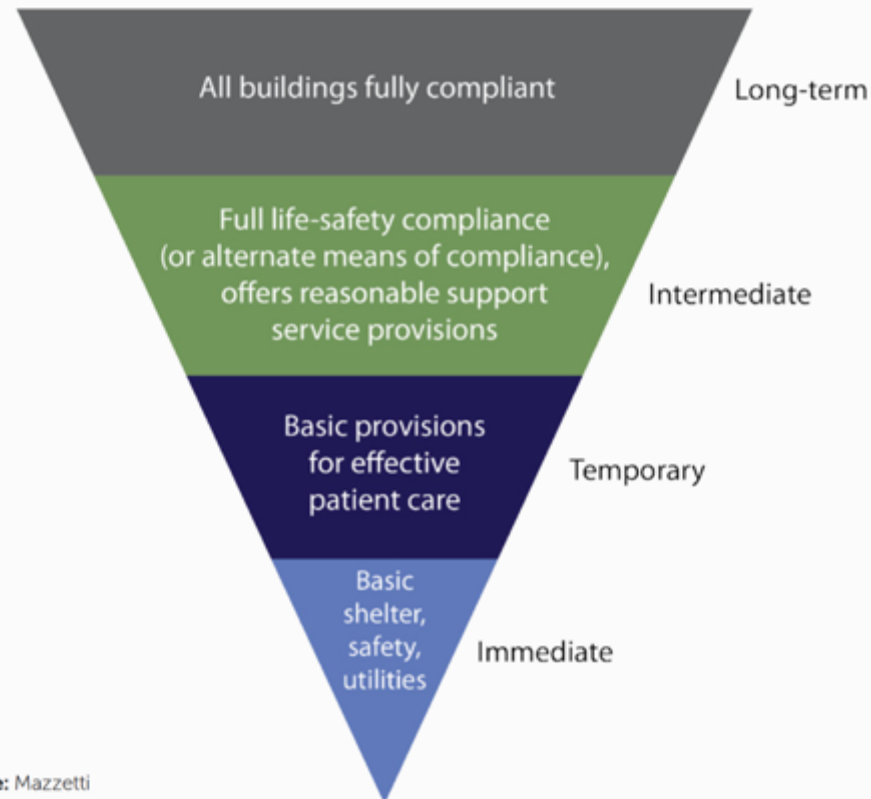 All buildings fully compliant
Long-term
Full life-safety compliance
(or alternate means of compliance),
offers reasonable support
service provisions
Intermediate
Basic provisions
for effective
patient care
Temporary
Basic
shelter,
safety,
utilities
Immediate
e: Mazzetti